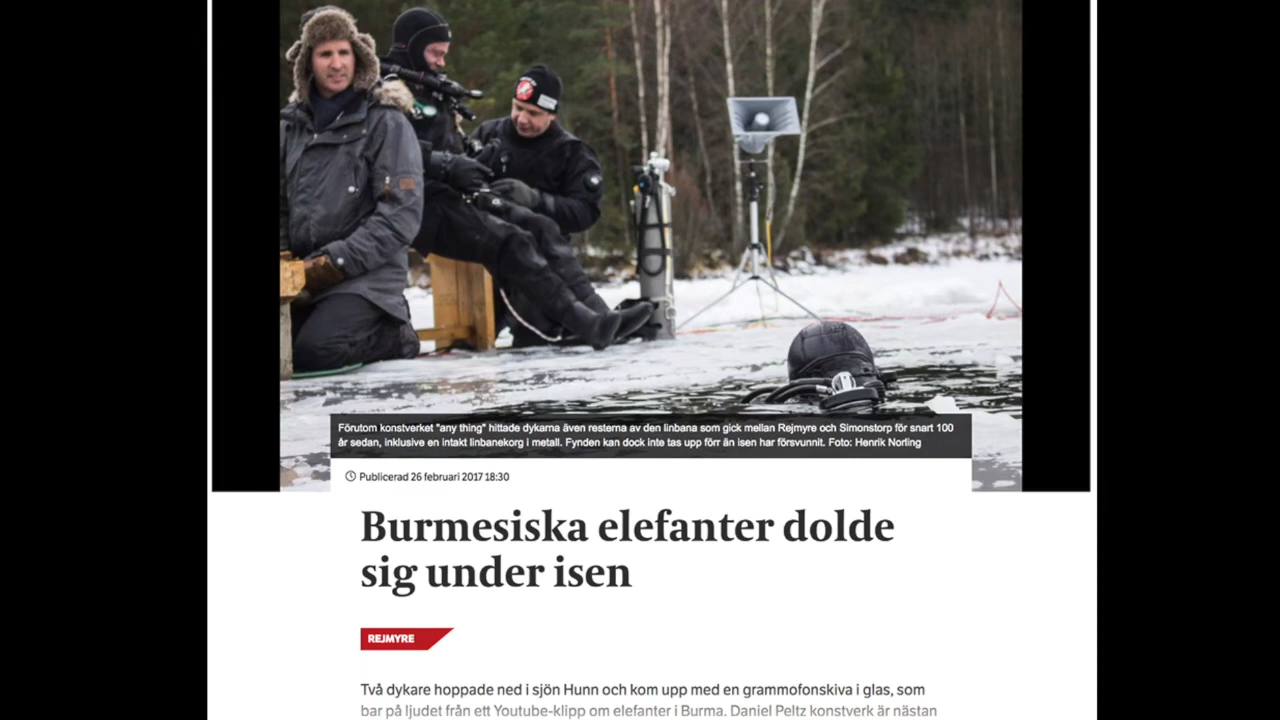 Förutom konstverket "any thing" hittade dykarna även resterna av den linbana som gick mellan Rejmyre och Simonstorp för snart 100
år sedan, inklusive en intakt linbanekorg i metall. Fynden kan dock inte tas upp förr än isen har försvunnit. Foto: Henrik Norling
Publicerad 26 februari 2017 18:30
Burmesiska elefanter dolde
sig under isen
REJMYRE
Två dykare hoppade ned i sjön Hunn och kom upp med en grammofonskiva i glas, som
bar på ljudet från ett Youtube-klipp om elefanter i Burma. Daniel Peltz konstverk är nästan